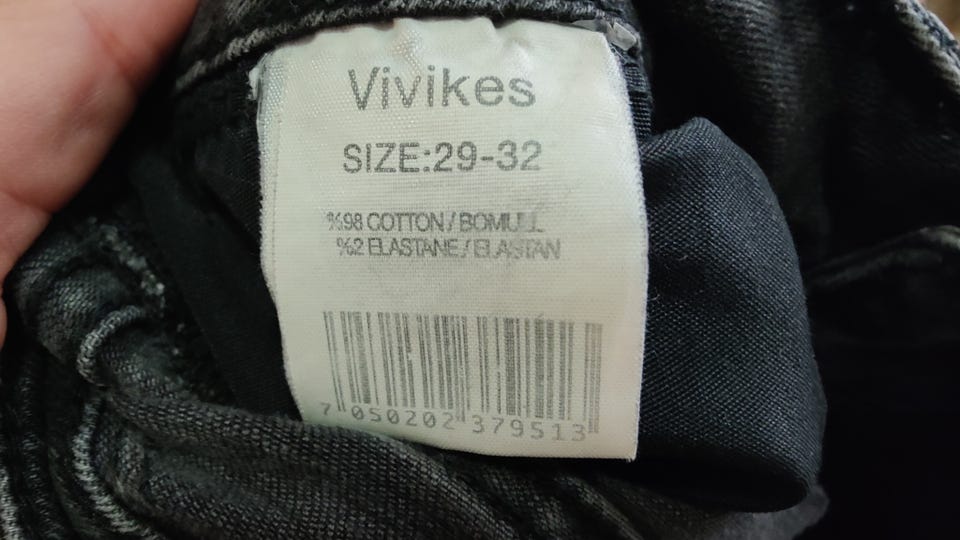 Vivikes
SIZE:29-32
%98 COTTON / BOMULL
%2 ELASTANE / ELASTAN
7 050202 379513